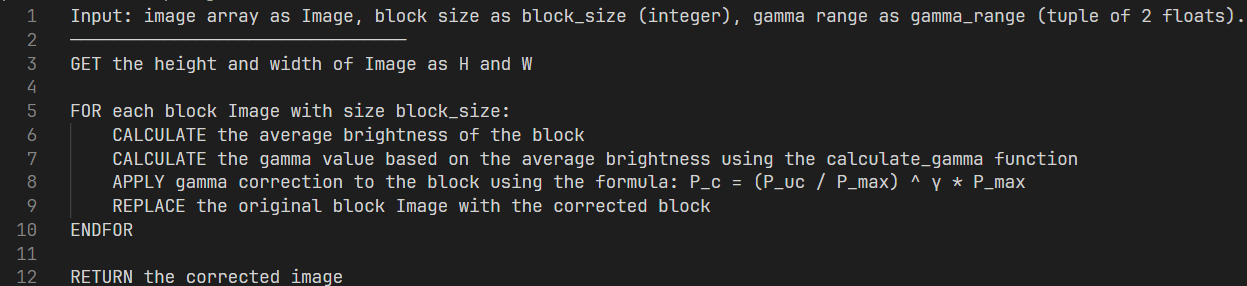 1 Input: image array as Image, block size as block_size (integer), gamma range as gamma_range (tuple of 2 floats).
2 ────────────────────────────────
3 GET the height and width of Image as H and W
4
5 FOR each block Image with size block_size:
6     CALCULATE the average brightness of the block
7     CALCULATE the gamma value based on the average brightness using the calculate_gamma function
8     APPLY gamma correction to the block using the formula: P_c = (P_uc / P_max) ^ γ * P_max
9     REPLACE the original block Image with the corrected block
10 ENDFOR
11
12 RETURN the corrected image